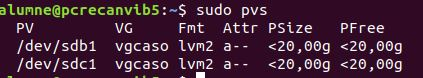 alumne@pcrecanvib5:~$ sudo pvs
PV VG Fmt Attr PSize PFree
/dev/sdb1 vgcaso lvm2 a-- <20,00g <20,00g
/dev/sdc1 vgcaso lvm2 a-- <20,00g <20,00g